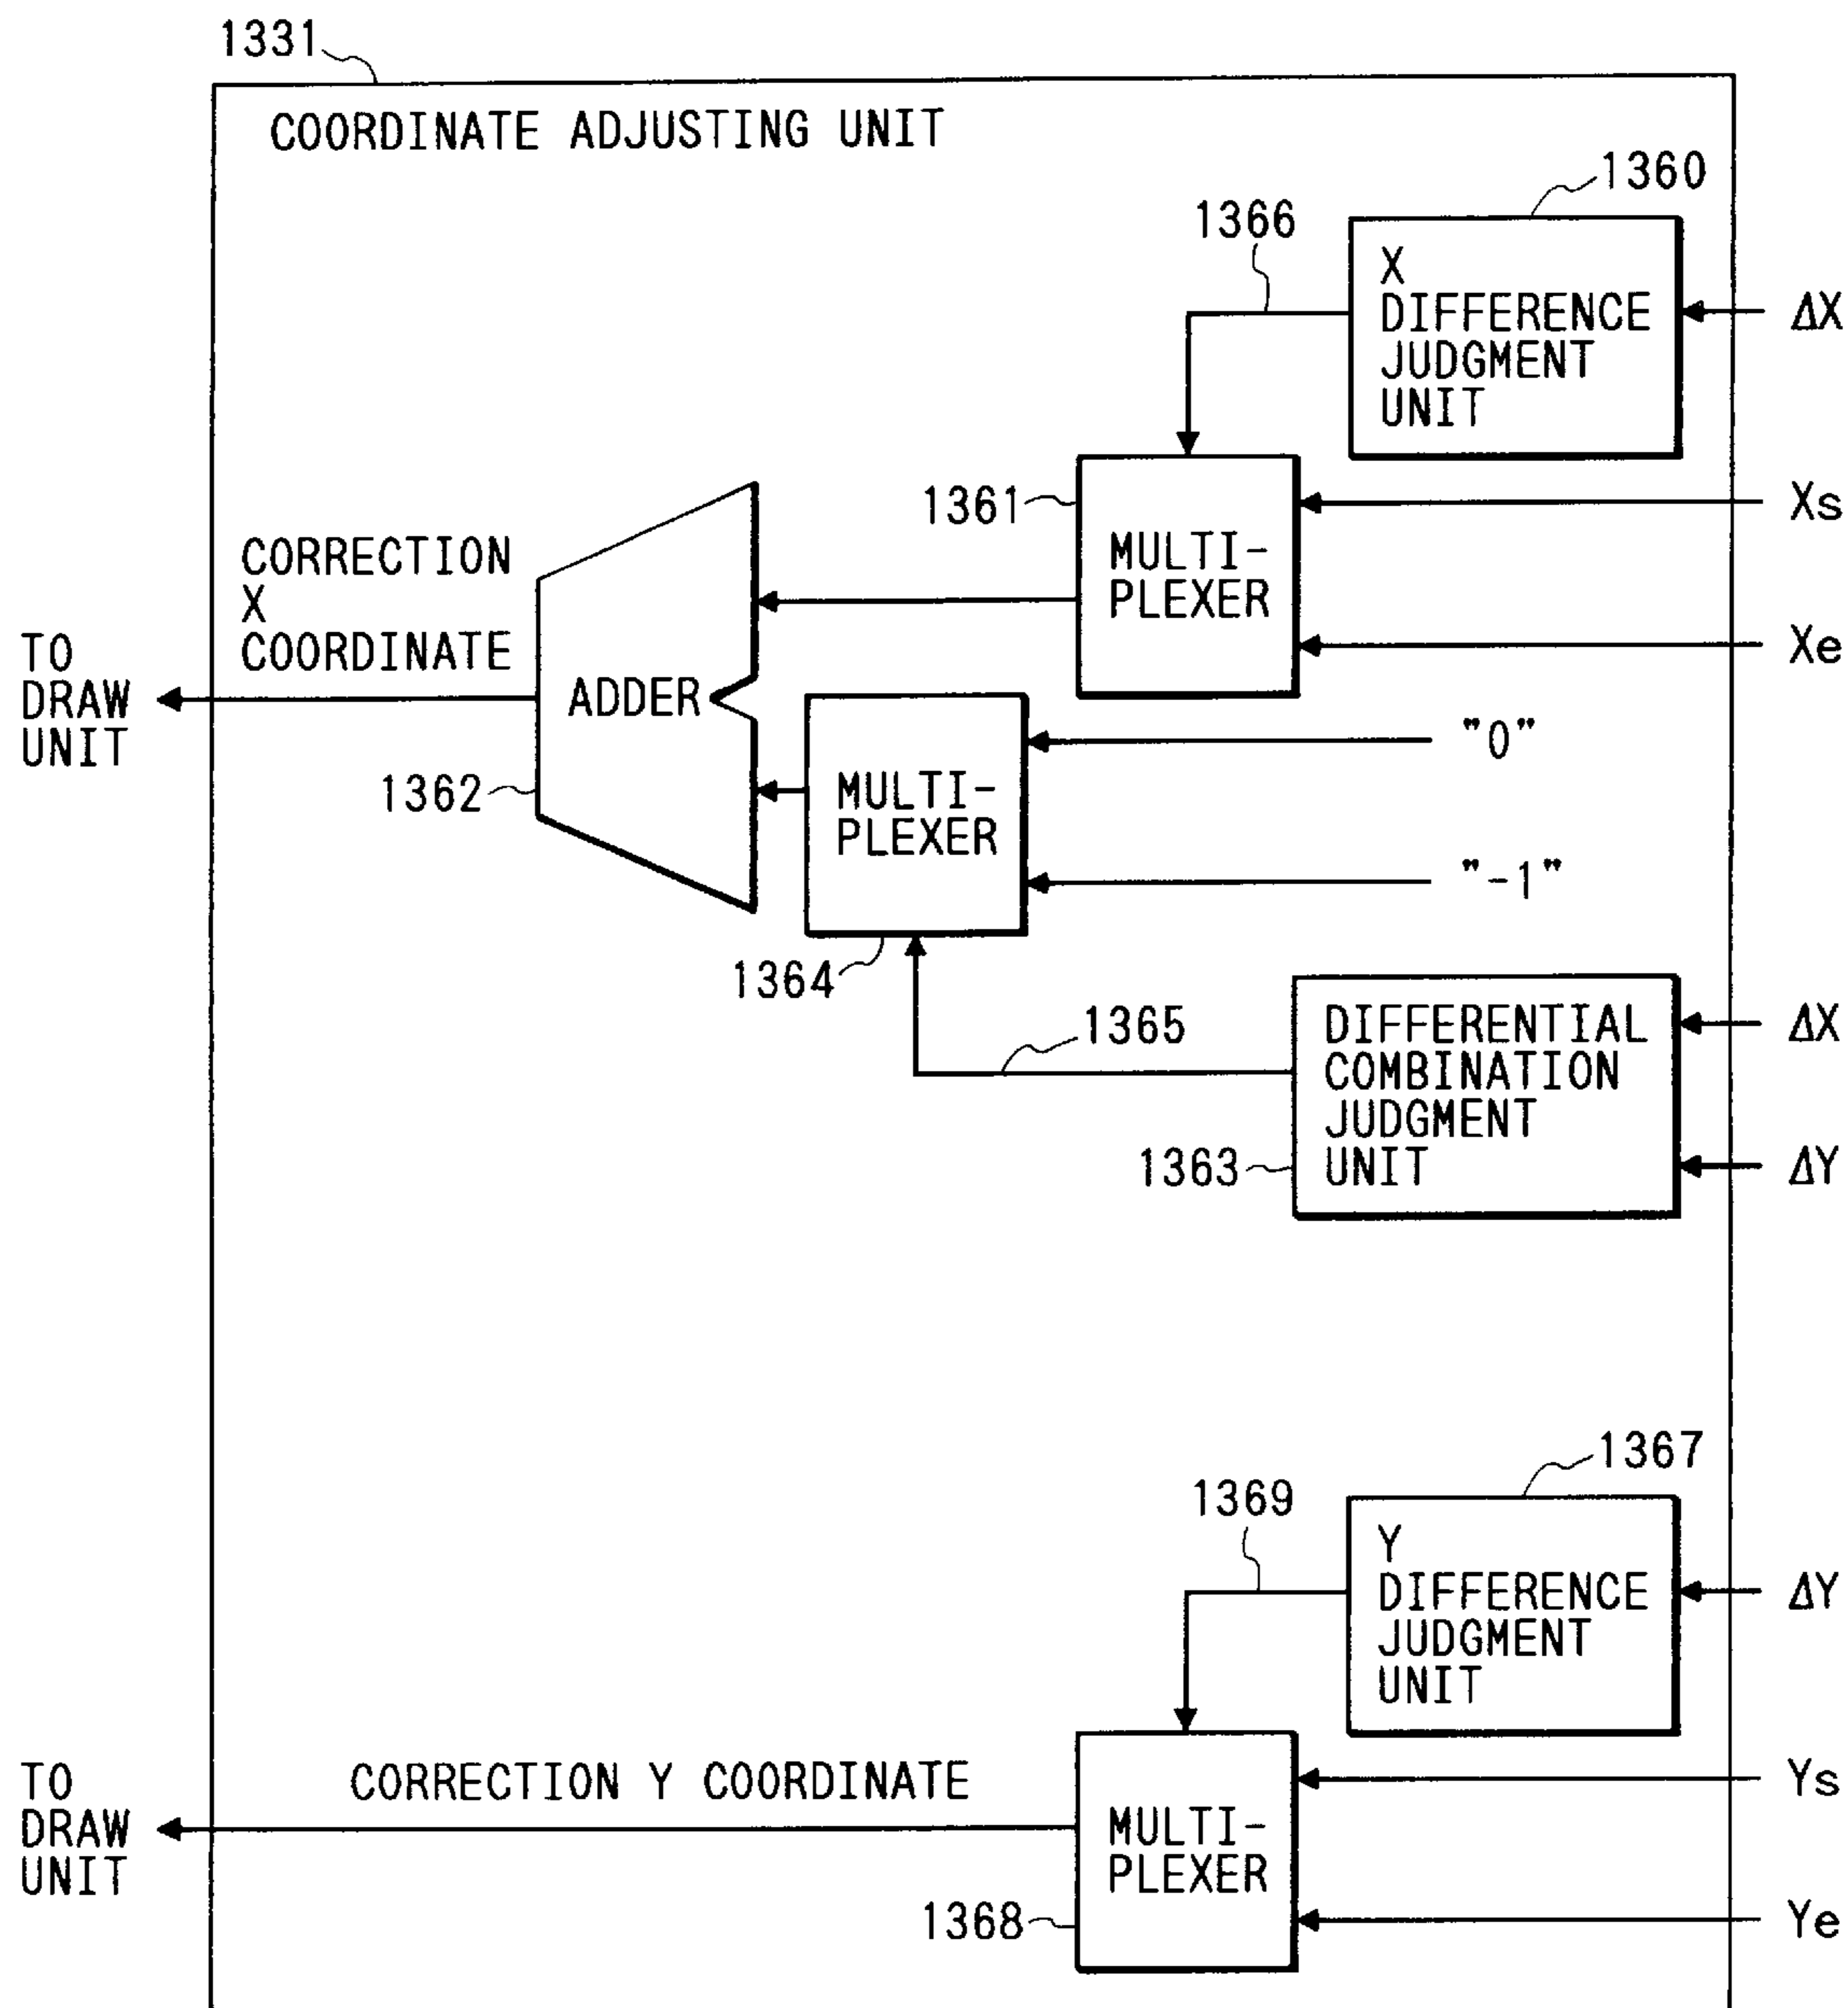 1331
COORDINATE ADJUSTING UNIT
1360
1366
X
DIFFERENCE
JUDGMENT
UNIT
ΔX
1361
MULTI-
PLEXER
Xs
Xe
CORRECTION
X
COORDINATE
TO
DRAW
UNIT
ADDER
1362
MULTI-
PLEXER
"0"
"-1"
1364
1365
DIFFERENTIAL
COMBINATION
JUDGMENT
UNIT
1363
ΔX
ΔY
1367
1369
Y
DIFFERENCE
JUDGMENT
UNIT
ΔY
TO
DRAW
UNIT
CORRECTION Y COORDINATE
MULTI-
PLEXER
1368
Ys
Ye